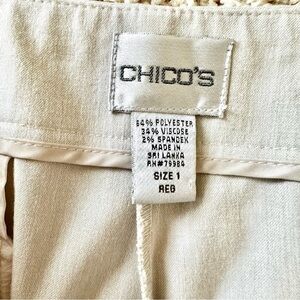 CHICO'S
64% POLYESTER
34% VISCOSE
2% SPANDEX
MADE IN
SRI LANKA
RN#79984
SIZE 1
REG